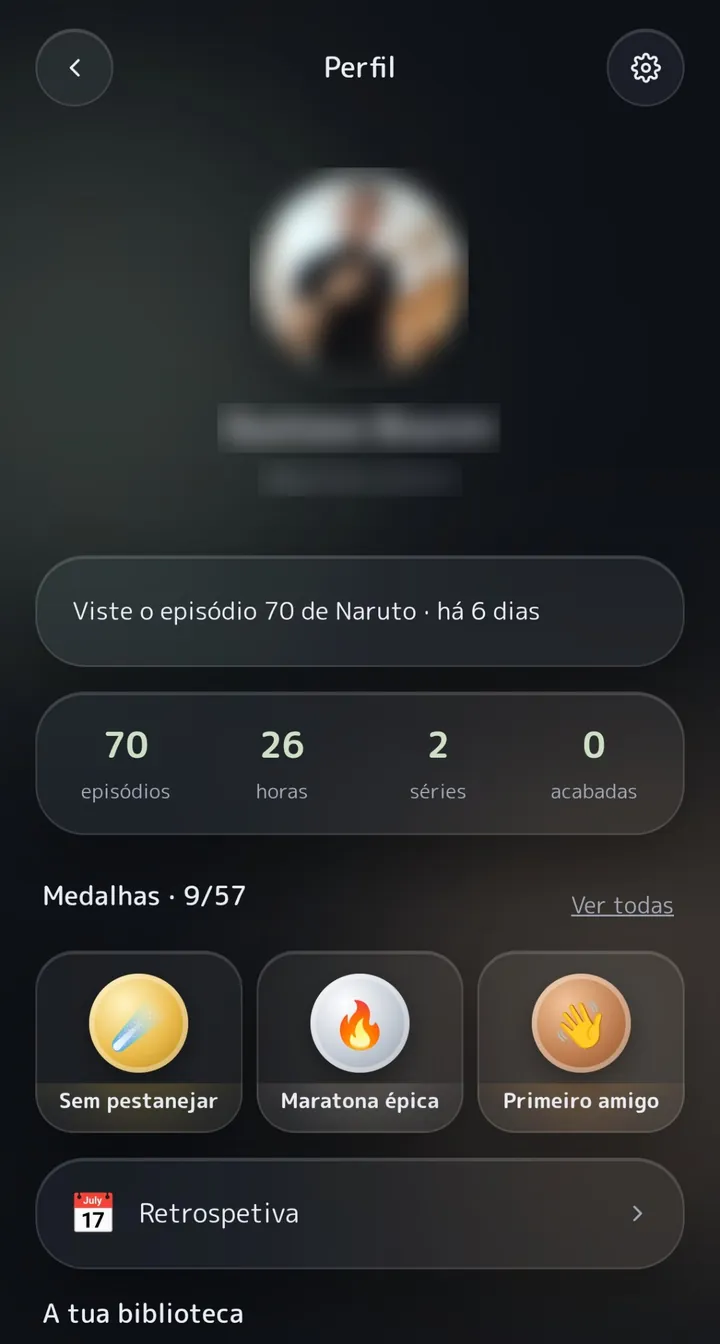 Perfil
Viste o episódio 70 de Naruto · há 6 dias
70 26 2 0
episódios horas séries acabadas
Medalhas · 9/57
Ver todas
Sem pestanejar Maratona épica Primeiro amigo
July
17
Retrospetiva
A tua biblioteca